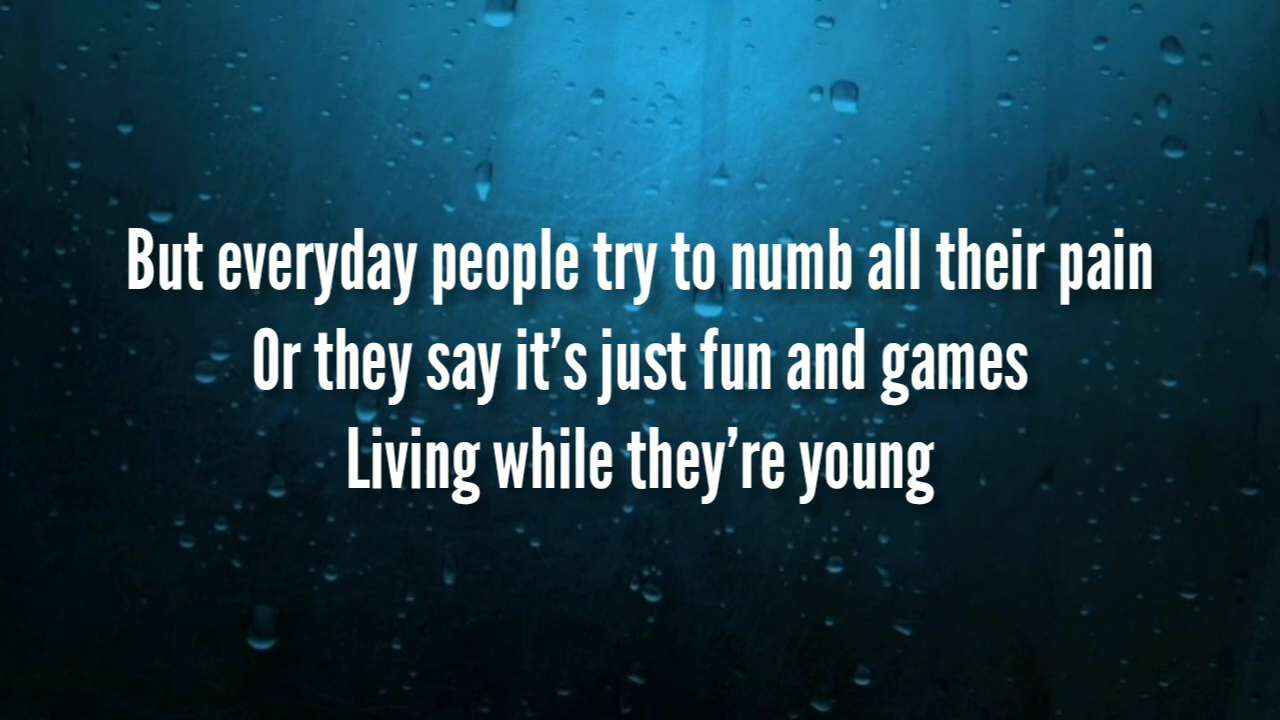 But everyday people try to numb all their pain
Or they say it’s just fun and games
Living while they’re young